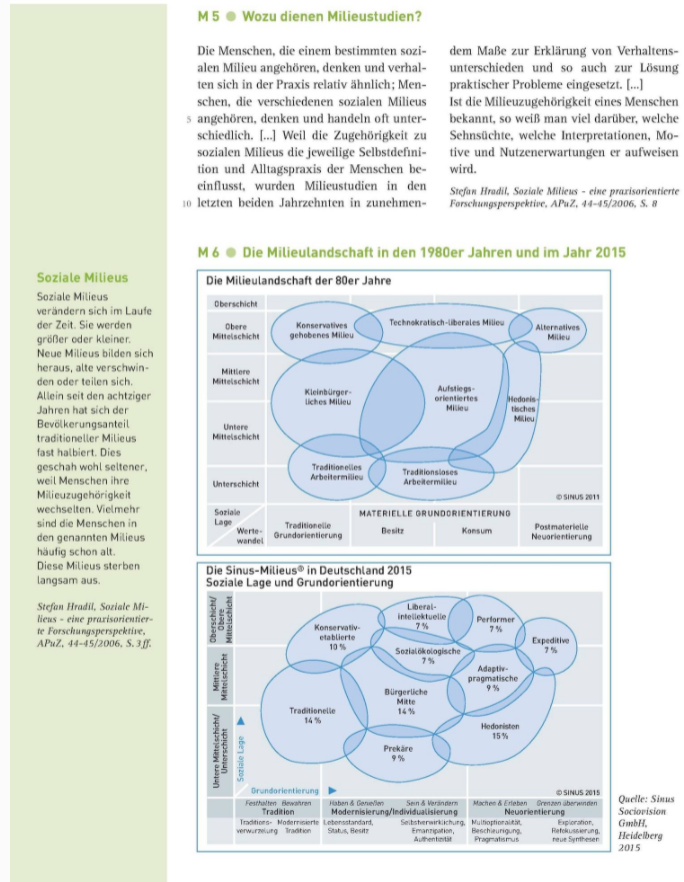 M 5 ● Wozu dienen Milieustudien?
Die Menschen, die einem bestimmten sozi-
alen Milieu angehören, denken und verhal-
ten sich in der Praxis relativ ähnlich; Men-
schen, die verschiedenen sozialen Milieus
5 angehören, denken und handeln oft unter-
schiedlich. [...] Weil die Zugehörigkeit zu
sozialen Milieus die jeweilige Selbstdefini-
tion und Alltagspraxis der Menschen be-
einflusst, wurden Milieustudien in den
10 letzten beiden Jahrzehnten in zunehmen-
dem Maße zur Erklärung von Verhaltens-
unterschieden und so auch zur Lösung
praktischer Probleme eingesetzt. [...]
Ist die Milieuzugehörigkeit eines Menschen
bekannt, so weiß man viel darüber, welche
Sehnsüchte, welche Interpretationen, Mo-
tive und Nutzenerwartungen er aufweisen
wird.
Stefan Hradil, Soziale Milieus - eine praxisorientierte
Forschungsperspektive, APuZ, 44-45/2006, S. 8
Soziale Milieus
Soziale Milieus
verändern sich im Laufe
der Zeit. Sie werden
größer oder kleiner.
Neue Milieus bilden sich
heraus, alte verschwin-
den oder teilen sich.
Allein seit den achtziger
Jahren hat sich der
Bevölkerungsanteil
traditioneller Milieus
fast halbiert. Dies
geschah wohl seltener,
weil Menschen ihre
Milieuzugehörigkeit
wechselten. Vielmehr
sind die Menschen in
den genannten Milieus
häufig schon alt.
Diese Milieus sterben
langsam aus.
Stefan Hradil, Soziale Mi-
lieus - eine praxisorientier-
te Forschungsperspektive,
APuZ, 44-45/2006, S. 3ff.
M 6 ● Die Milieulandschaft in den 1980er Jahren und im Jahr 2015
Die Milieulandschaft der 80er Jahre
Oberschicht
Obere
Mittelschicht
Mittlere
Mittelschicht
Untere
Mittelschicht
Unterschicht
Konservatives
gehobenes Milieu
Technokratisch-liberales Milieu
Alternatives
Milieu
Kleinbürger-
liches Milieu
Aufstiegs-
orientiertes
Milieu
Hedonis-
tisches
Milieu
Traditionelles
Arbeitermilieu
Traditionsloses
Arbeitermilieu
© SINUS 2011
Soziale
Lage
Werte-
wandel
Traditionelle
Grundorientierung
MATERIELLE GRUNDORIENTIERUNG
Besitz
Konsum
Postmaterielle
Neuorientierung
Die Sinus-Milieus® in Deutschland 2015
Soziale Lage und Grundorientierung
Oberschicht/
Obere
Mittelschicht
Mittlere
Mittelschicht
Untere Mittelschicht/
Unterschicht
Soziale Lage
Konservativ-
etablierte
10 %
Liberal-
intellektuelle
7 %
Performer
7 %
Expeditive
7 %
Sozialökologische
7 %
Adaptiv-
pragmatische
9 %
Bürgerliche
Mitte
14 %
Traditionelle
14 %
Hedonisten
15 %
Prekäre
9 %
Grundorientierung
© SINUS 2015
Festhalten Bewahren
Tradition
Traditions- Modernisierte
verwurzelung Tradition
Haben & Genießen Sein & Verändern
Modernisierung/Individualisierung
Lebensstandard,
Status, Besitz
Selbstverwirklichung,
Emanzipation,
Authentizität
Machen & Erleben Grenzen überwinden
Neuorientierung
Multioptionalität,
Beschleunigung,
Pragmatismus
Exploration,
Refokussierung,
neue Synthesen
Quelle: Sinus
Sociovision
GmbH,
Heidelberg
2015